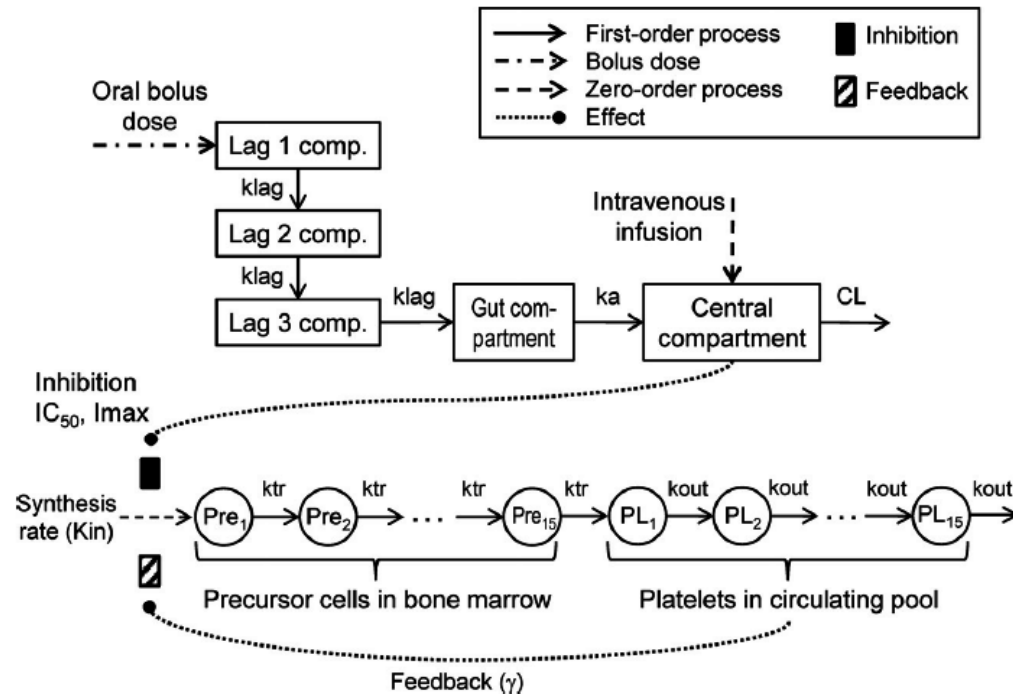 First-order process
Bolus dose
Zero-order process
Effect
Inhibition
Feedback
Oral bolus
dose
Lag 1 comp.
klag
Lag 2 comp.
klag
Lag 3 comp.
klag
Gut com-
partment
ka
Intravenous
infusion
Central
compartment
CL
Inhibition
IC50, Imax
Synthesis
rate (Kin)
Pre1
ktr
Pre2
ktr
...
ktr
Pre15
ktr
PL1
kout
PL2
kout
...
kout
PL15
kout
Precursor cells in bone marrow
Platelets in circulating pool
Feedback (γ)